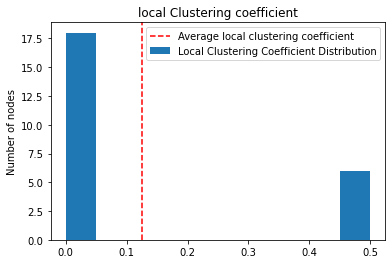 local Clustering coefficient
Average local clustering coefficient
Local Clustering Coefficient Distribution
Number of nodes
17.5
15.0
12.5
10.0
7.5
5.0
2.5
0.0
0.0 0.1 0.2 0.3 0.4 0.5